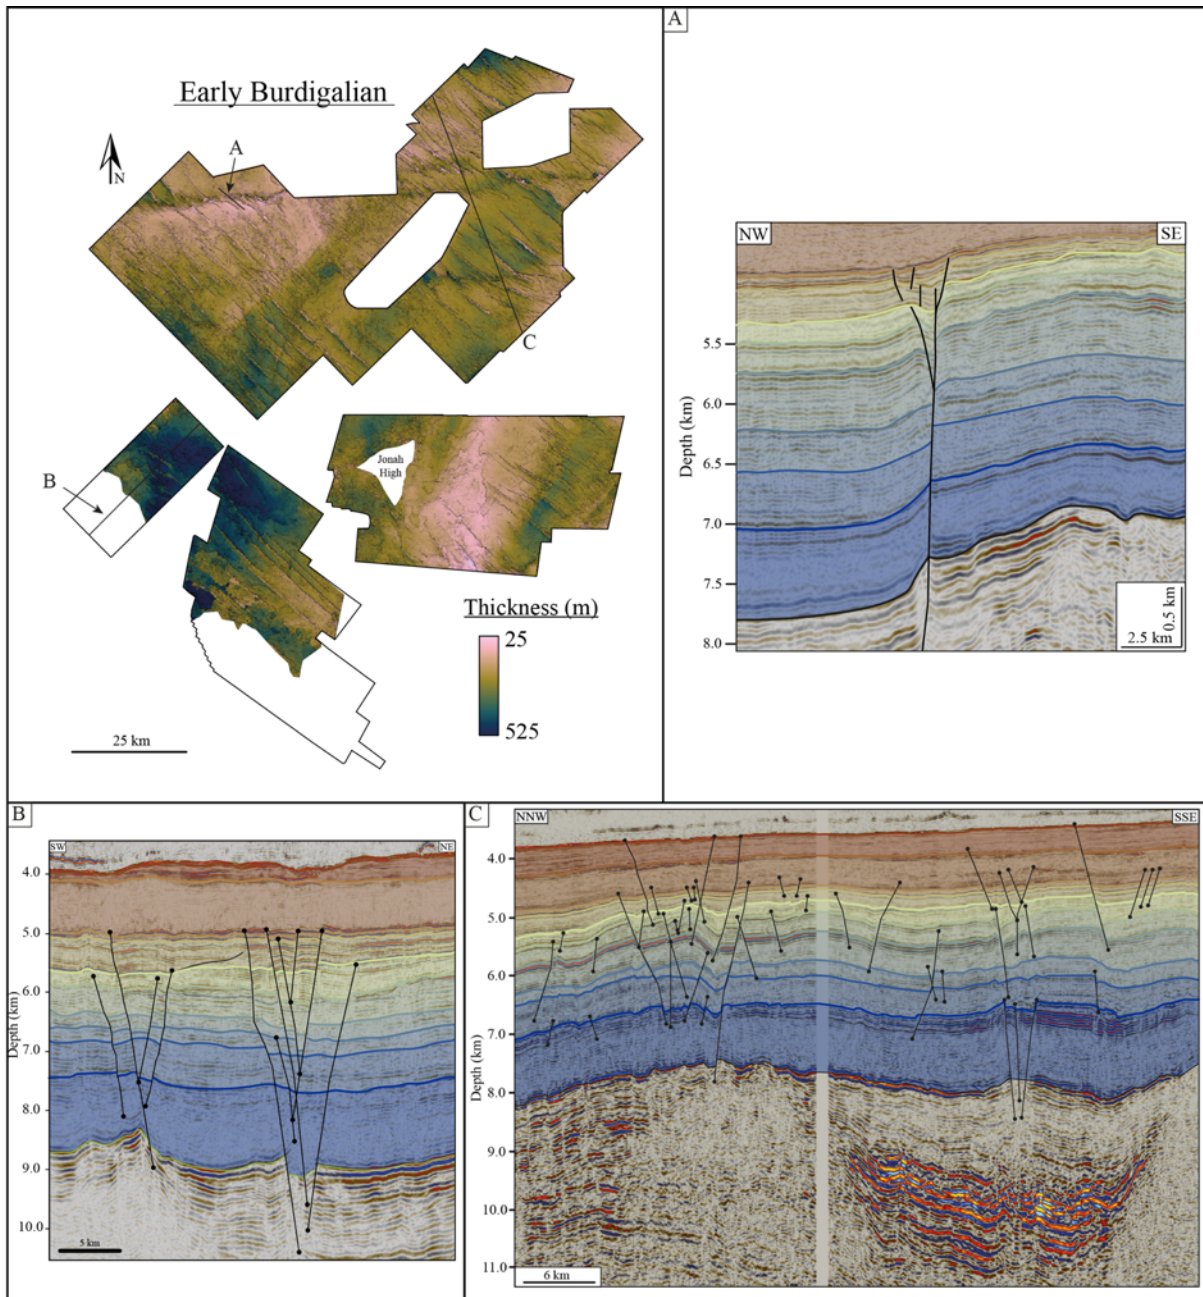 Early Burdigalian
A
N
C
B
Jonah
High
Thickness (m)
25
525
25 km
A
NW
SE
Depth (km)
5.5
6.0
6.5
7.0
7.5
8.0
0.5 km
2.5 km
B
SW
NE
Depth (km)
4.0
5.0
6.0
7.0
8.0
9.0
10.0
5 km
C
NNW
SSE
Depth (km)
4.0
5.0
6.0
7.0
8.0
9.0
10.0
11.0
6 km